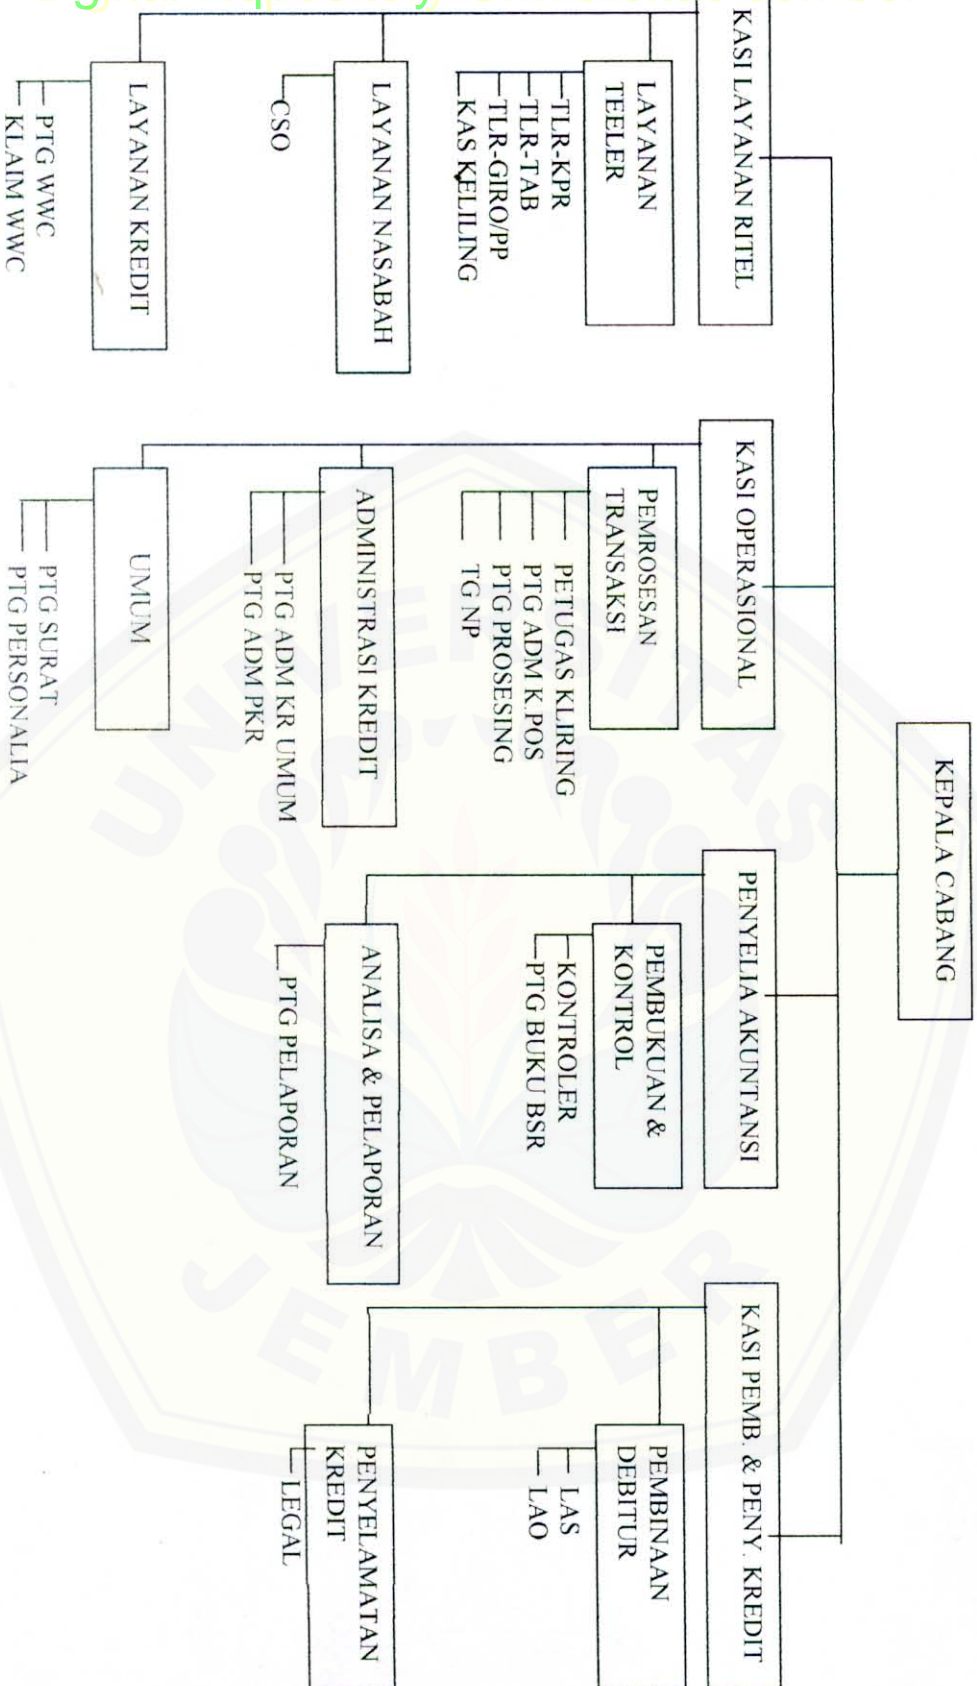 KEPALA CABANG
KASI LAYANAN RITEL
LAYANAN
TEELER
TLR-KPR
TLR-TAB
TLR-GIRO/PP
KAS KELILING
LAYANAN NASABAH
CSO
LAYANAN KREDIT
PTG WWC
KLAIM WWC
KASI OPERASIONAL
PEMROSESAN
TRANSAKSI
PETUGAS KLIRING
PTG ADM K.POS
PTG PROSESING
TG NP
ADMINISTRASI KREDIT
PTG ADM KR UMUM
PTG ADM PKR
UMUM
PTG SURAT
PTG PERSONALIA
PENYELIA AKUNTANSI
PEMBUKUAN &
KONTROL
KONTROLER
PTG BUKU BSR
ANALISA & PELAPORAN
PTG PELAPORAN
KASI PEMB. & PENY. KREDIT
PEMBINAAN
DEBITUR
LAS
LAO
PENYELAMATAN
KREDIT
LEGAL
UNIVERSITAS
JEMBER